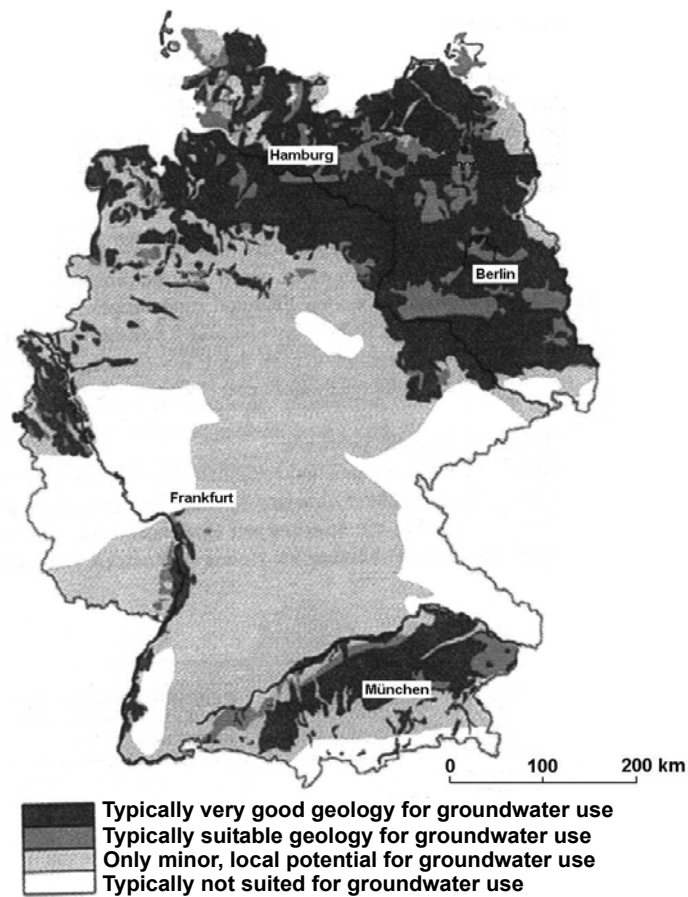 Hamburg
Berlin
Frankfurt
München
0 100 200 km
Typically very good geology for groundwater use
Typically suitable geology for groundwater use
Only minor, local potential for groundwater use
Typically not suited for groundwater use